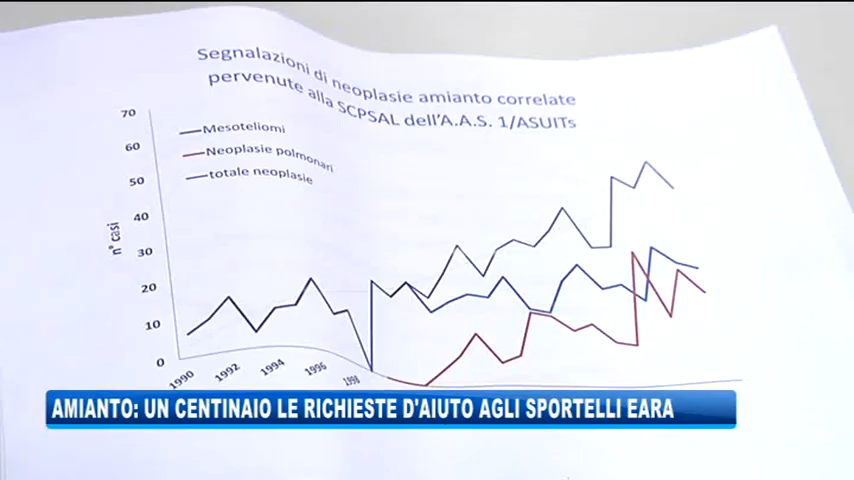 Segnalazioni di neoplasie amianto correlate
pervenute alla SCPSAL dell'A.A.S. 1/ASUITs
70
60
50
40
30
20
10
0
n° casi
Mesoteliomi
Neoplasie polmonari
totale neoplasie
1990
1992
1994
1996
1998
AMIANTO: UN CENTINAIO LE RICHIESTE D'AIUTO AGLI SPORTELLI EARA